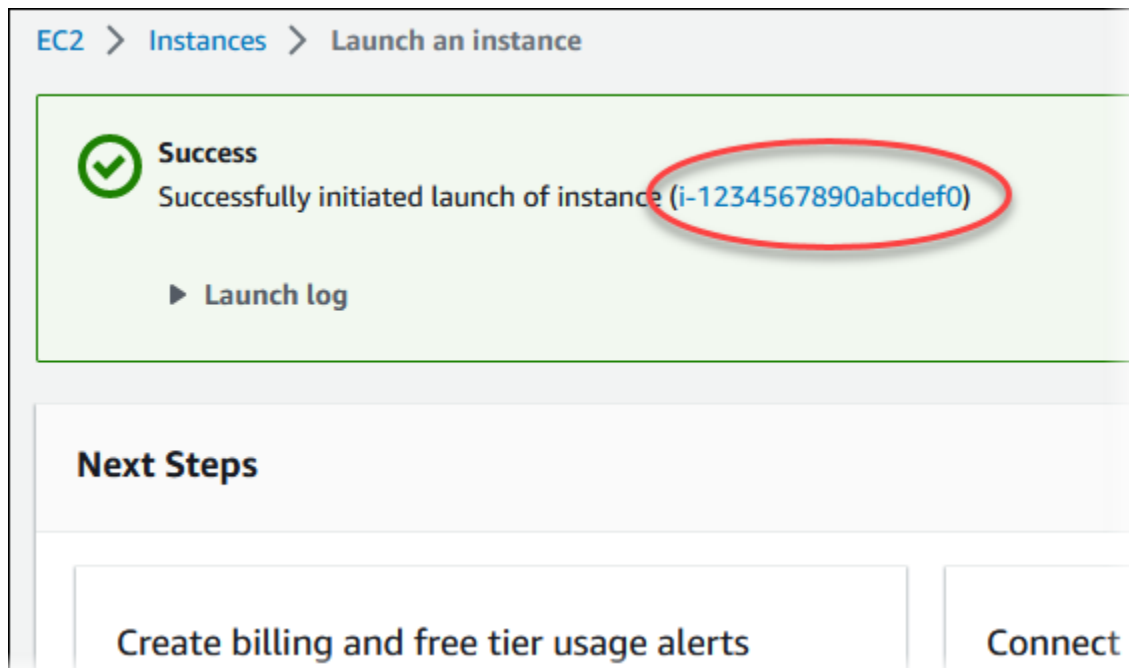 EC2 > Instances > Launch an instance
Success
Successfully initiated launch of instance (i-1234567890abcdef0)
Launch log
Next Steps
Create billing and free tier usage alerts
Connect